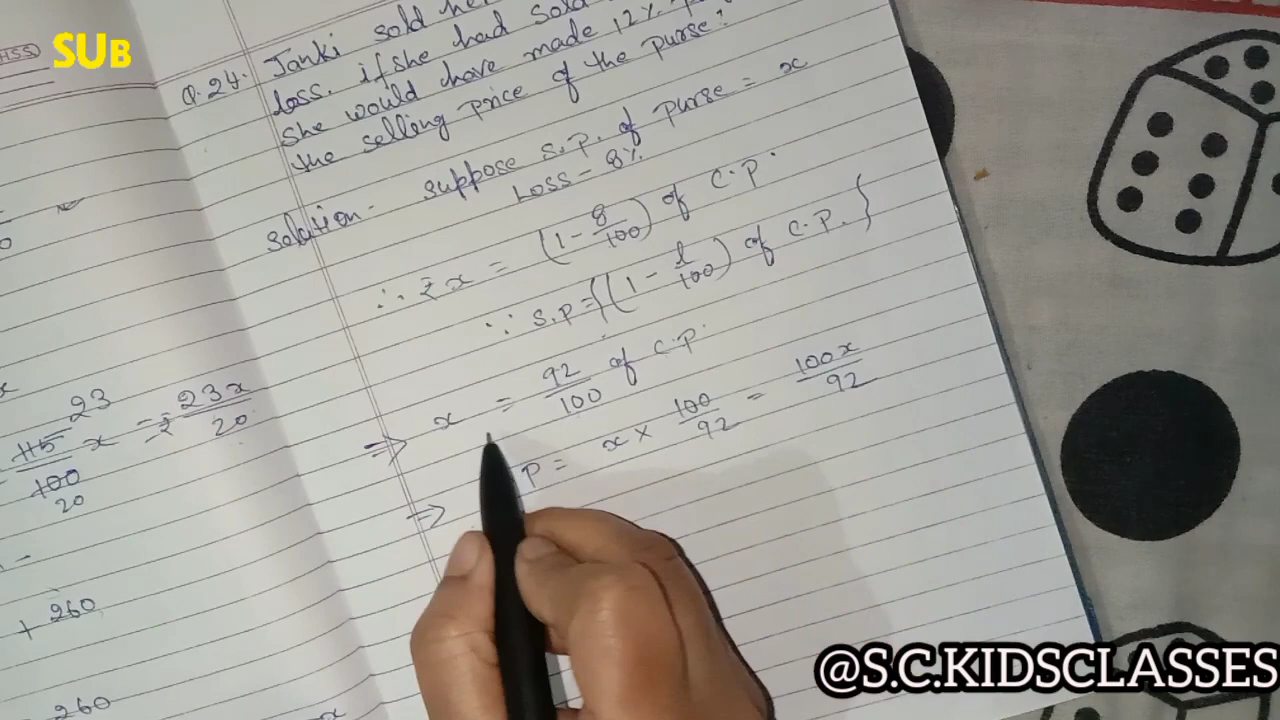 HSS
SUB
Q.24. Janki sold her
loss. if she had sold
She would have made 12%
the selling price of the purse?
solution. suppose s.p. of purse = x
Loss - 8%
∴ ₹ x = (1 - 8/100) of C.P.
∵ S.P = {(1 - l/100) of C.P.}
⇒ x = 92/100 of C.P.
⇒ P = x × 100/92 = 100x/92
23
115/100 x = ₹ 23x/20
20
+ 260
260
x
@S.C.KIDSCLASSES